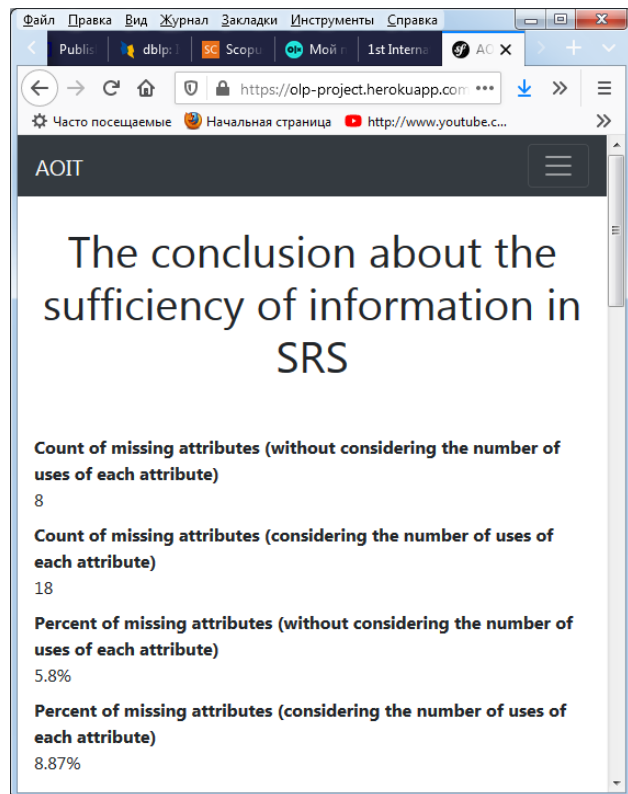 Файл Правка Вид Журнал Закладки Инструменты Справка
Publis dblp: SC Scopu Мой 1st Interna AO
https://olp-project.herokuapp.com
Часто посещаемые Начальная страница http://www.youtube.c...
AOIT
The conclusion about the
sufficiency of information in
SRS
Count of missing attributes (without considering the number of
uses of each attribute)
8
Count of missing attributes (considering the number of uses of
each attribute)
18
Percent of missing attributes (without considering the number of
uses of each attribute)
5.8%
Percent of missing attributes (considering the number of uses of
each attribute)
8.87%